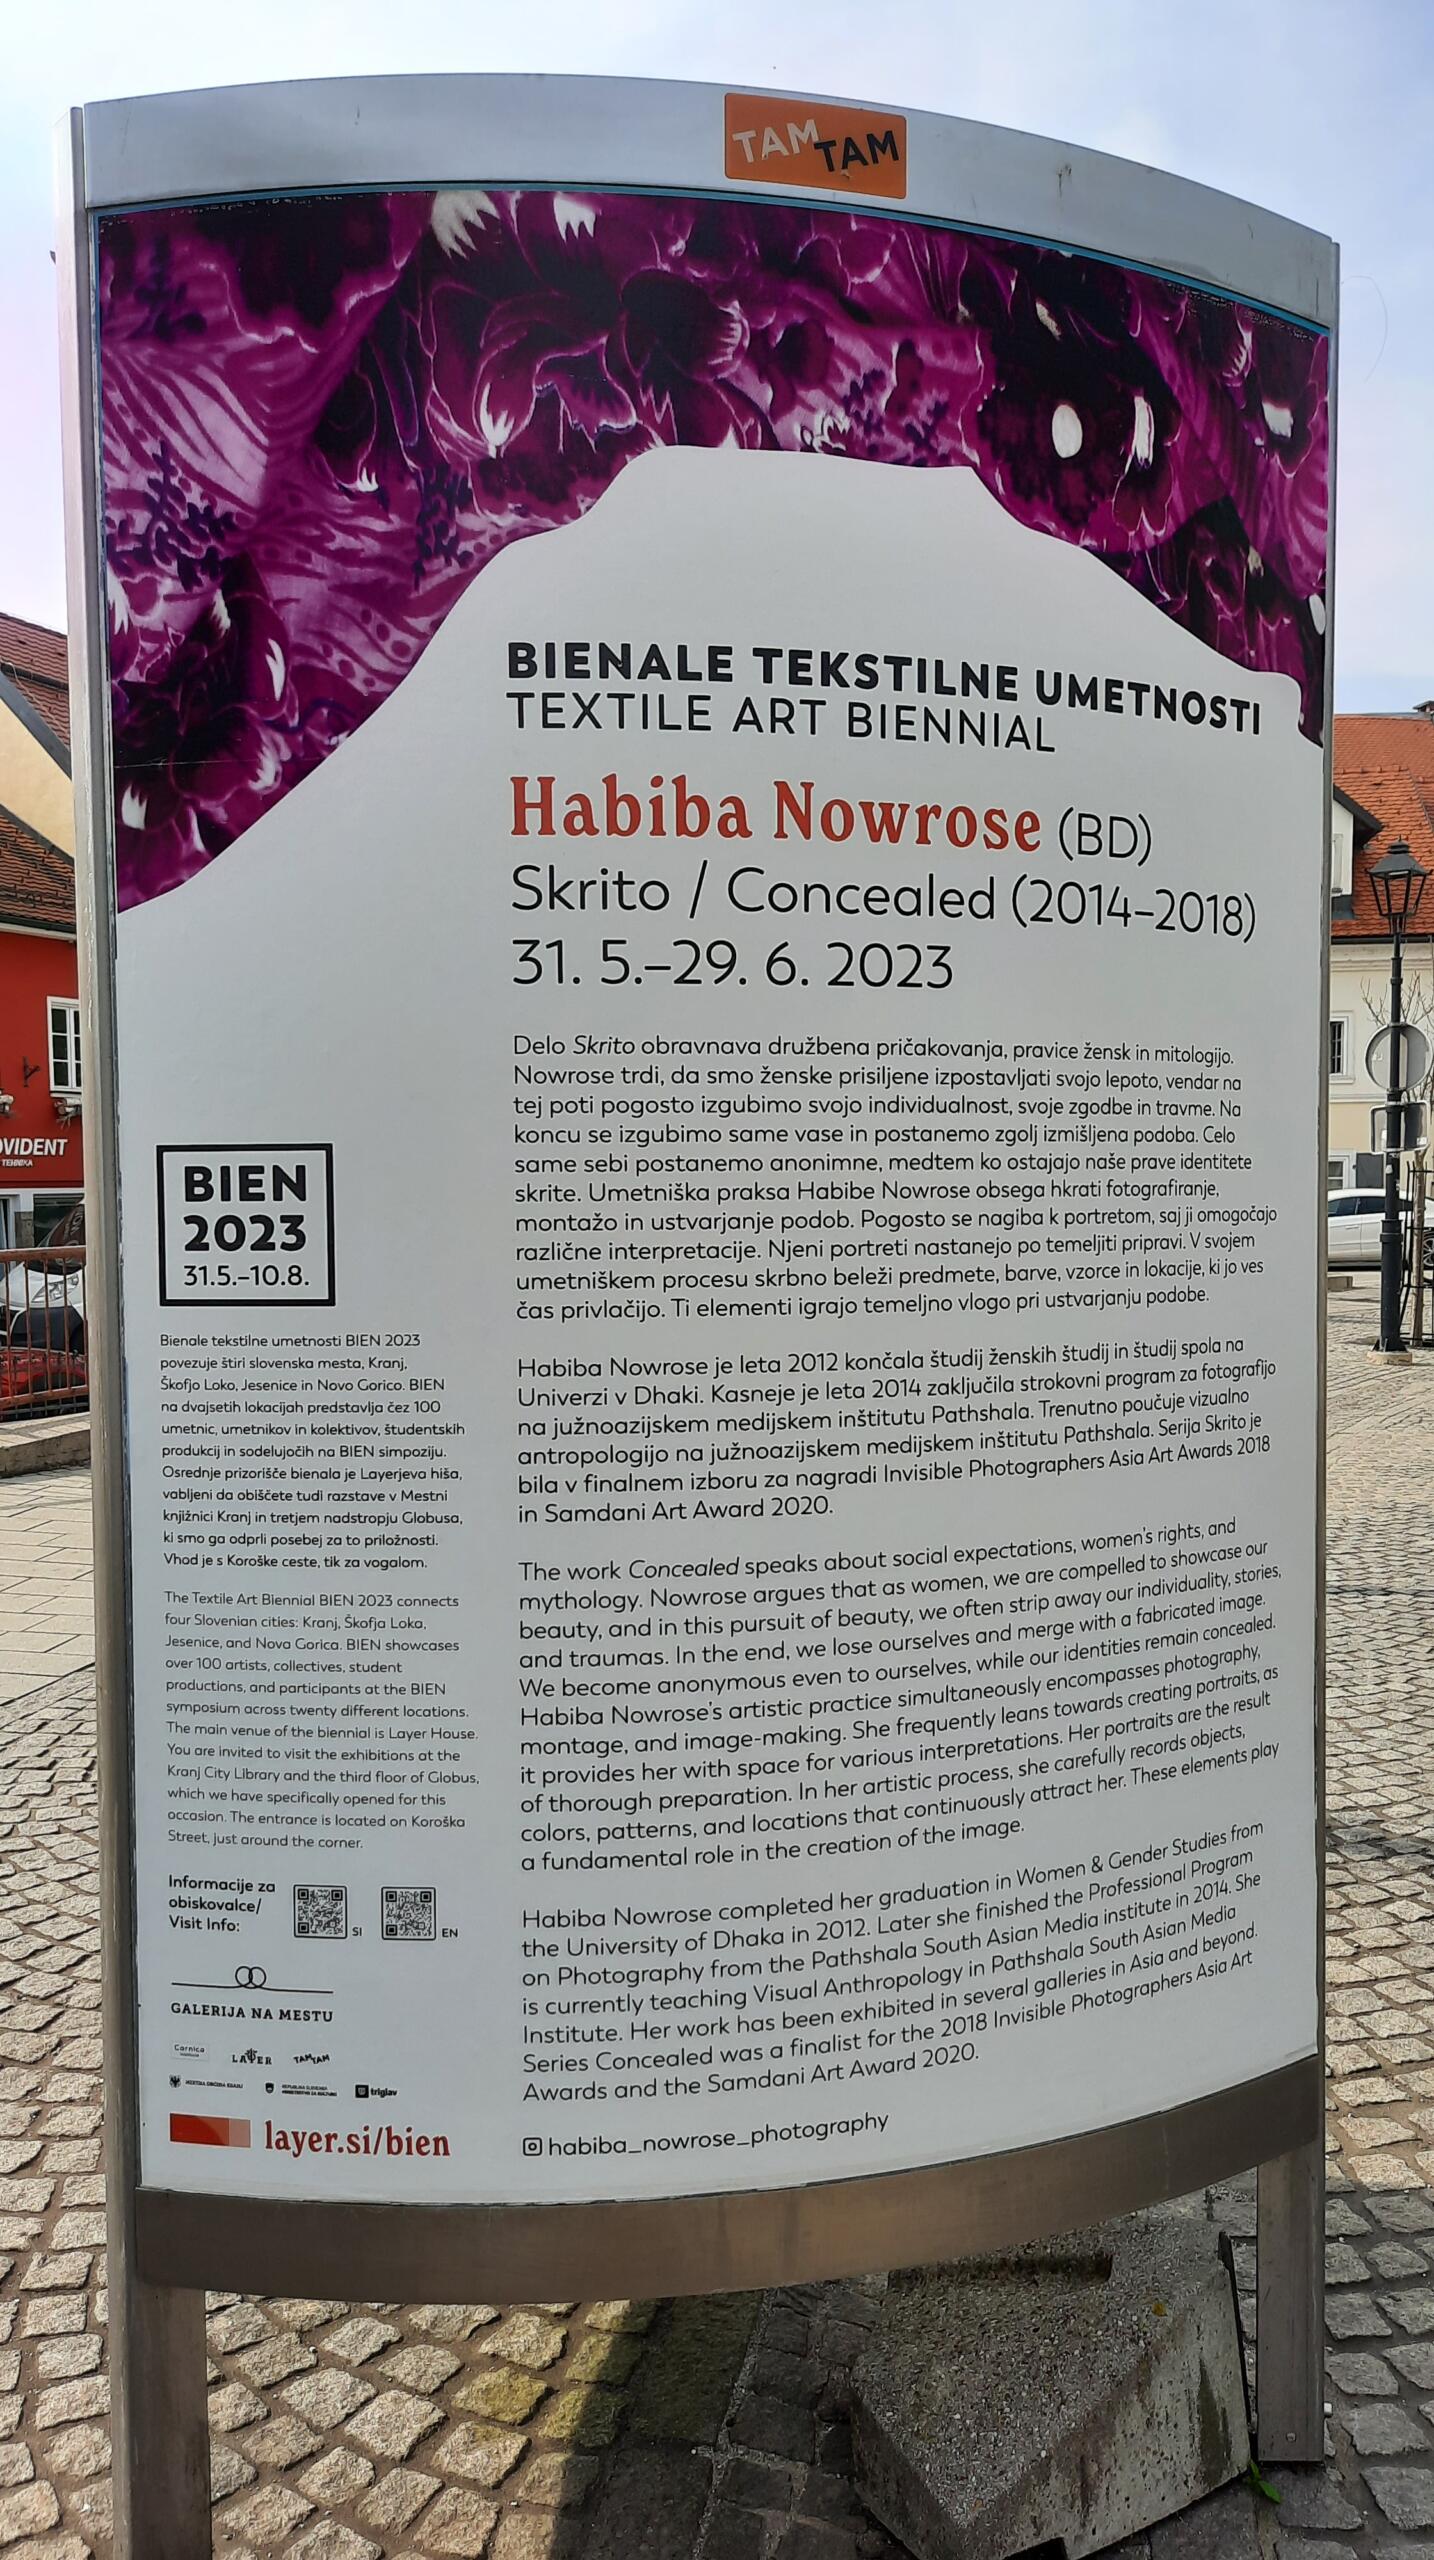 TAM TAM
BIENALE TEKSTILNE UMETNOSTI
TEXTILE ART BIENNIAL
Habiba Nowrose (BD)
Skrito / Concealed (2014–2018)
31. 5.–29. 6. 2023
Delo Skrito obravnava družbena pričakovanja, pravice žensk in mitologijo.
Nowrose trdi, da smo ženske prisiljene izpostavljati svojo lepoto, vendar na
tej poti pogosto izgubimo svojo individualnost, svoje zgodbe in travme. Na
koncu se izgubimo same vase in postanemo zgolj izmišljena podoba. Celo
same sebi postanemo anonimne, medtem ko ostajajo naše prave identitete
skrite. Umetniška praksa Habibe Nowrose obsega hkrati fotografiranje,
montažo in ustvarjanje podob. Pogosto se nagiba k portretom, saj ji omogočajo
različne interpretacije. Njeni portreti nastanejo po temeljiti pripravi. V svojem
umetniškem procesu skrbno beleži predmete, barve, vzorce in lokacije, ki jo ves
čas privlačijo. Ti elementi igrajo temeljno vlogo pri ustvarjanju podobe.
Habiba Nowrose je leta 2012 končala študij ženskih študij in študij spola na
Univerzi v Dhaki. Kasneje je leta 2014 zaključila strokovni program za fotografijo
na južnoazijskem medijskem inštitutu Pathshala. Trenutno poučuje vizualno
antropologijo na južnoazijskem medijskem inštitutu Pathshala. Serija Skrito je
bila v finalnem izboru za nagradi Invisible Photographers Asia Art Awards 2018
in Samdani Art Award 2020.
The work Concealed speaks about social expectations, women's rights, and
mythology. Nowrose argues that as women, we are compelled to showcase our
beauty, and in this pursuit of beauty, we often strip away our individuality, stories,
and traumas. In the end, we lose ourselves and merge with a fabricated image.
We become anonymous even to ourselves, while our identities remain concealed.
Habiba Nowrose's artistic practice simultaneously encompasses photography,
montage, and image-making. She frequently leans towards creating portraits, as
it provides her with space for various interpretations. Her portraits are the result
of thorough preparation. In her artistic process, she carefully records objects,
colors, patterns, and locations that continuously attract her. These elements play
a fundamental role in the creation of the image.
Habiba Nowrose completed her graduation in Women & Gender Studies from
the University of Dhaka in 2012. Later she finished the Professional Program
on Photography from the Pathshala South Asian Media institute in 2014. She
is currently teaching Visual Anthropology in Pathshala South Asian Media
Institute. Her work has been exhibited in several galleries in Asia and beyond.
Series Concealed was a finalist for the 2018 Invisible Photographers Asia Art
Awards and the Samdani Art Award 2020.
habiba_nowrose_photography
BIEN
2023
31.5.–10.8.
Bienale tekstilne umetnosti BIEN 2023
povezuje štiri slovenska mesta, Kranj,
Škofjo Loko, Jesenice in Novo Gorico. BIEN
na dvajsetih lokacijah predstavlja čez 100
umetnic, umetnikov in kolektivov, študentskih
produkcij in sodelujočih na BIEN simpoziju.
Osrednje prizorišče bienala je Layerjeva hiša,
vabljeni da obiščete tudi razstave v Mestni
knjižnici Kranj in tretjem nadstropju Globusa,
ki smo ga odprli posebej za to priložnosti.
Vhod je s Koroške ceste, tik za vogalom.
The Textile Art Biennial BIEN 2023 connects
four Slovenian cities: Kranj, Škofja Loka,
Jesenice, and Nova Gorica. BIEN showcases
over 100 artists, collectives, student
productions, and participants at the BIEN
symposium across twenty different locations.
The main venue of the biennial is Layer House.
You are invited to visit the exhibitions at the
Kranj City Library and the third floor of Globus,
which we have specifically opened for this
occasion. The entrance is located on Koroška
Street, just around the corner.
Informacije za
obiskovalce/
Visit Info:
SI
EN
GALERIJA NA MESTU
Carnica
LAYER
TAMTAM
MESTNA OBČINA KRANJ
REPUBLIKA SLOVENIJA
MINISTRSTVO ZA KULTURO
triglav
layer.si/bien
OVIDENT
TEHNIKA